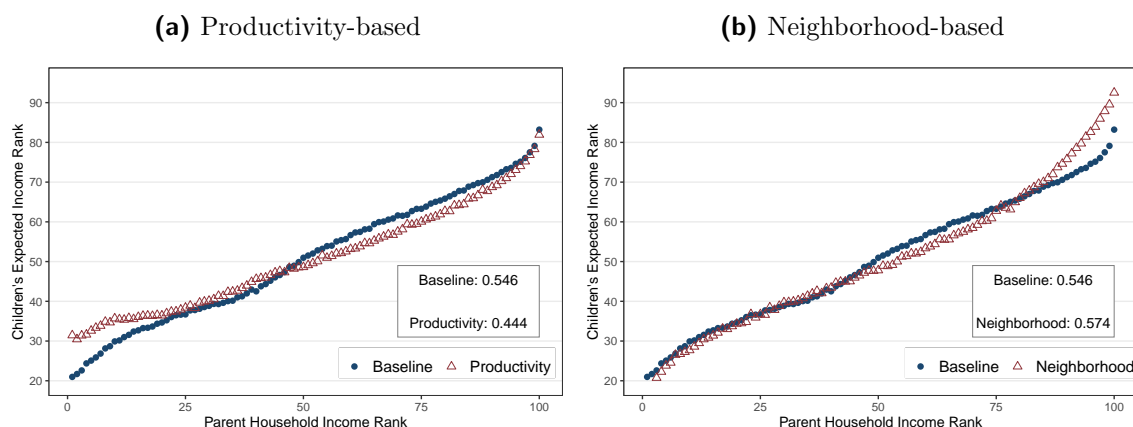 (a) Productivity-based
Children's Expected Income Rank
90
80
70
60
50
40
30
20
Baseline: 0.546
Productivity: 0.444
Baseline Productivity
0 25 50 75 100
Parent Household Income Rank
(b) Neighborhood-based
Children's Expected Income Rank
90
80
70
60
50
40
30
20
Baseline: 0.546
Neighborhood: 0.574
Baseline Neighborhood
0 25 50 75 100
Parent Household Income Rank